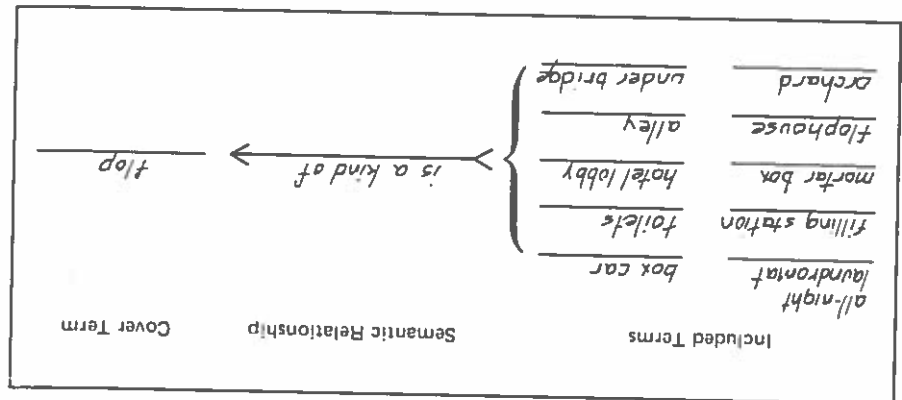 Included Terms Semantic Relationship Cover Term
all-night
laundromat box car
filling station toilets
mortar box hotel lobby is a kind of flop
flophouse alley
orchard under bridge